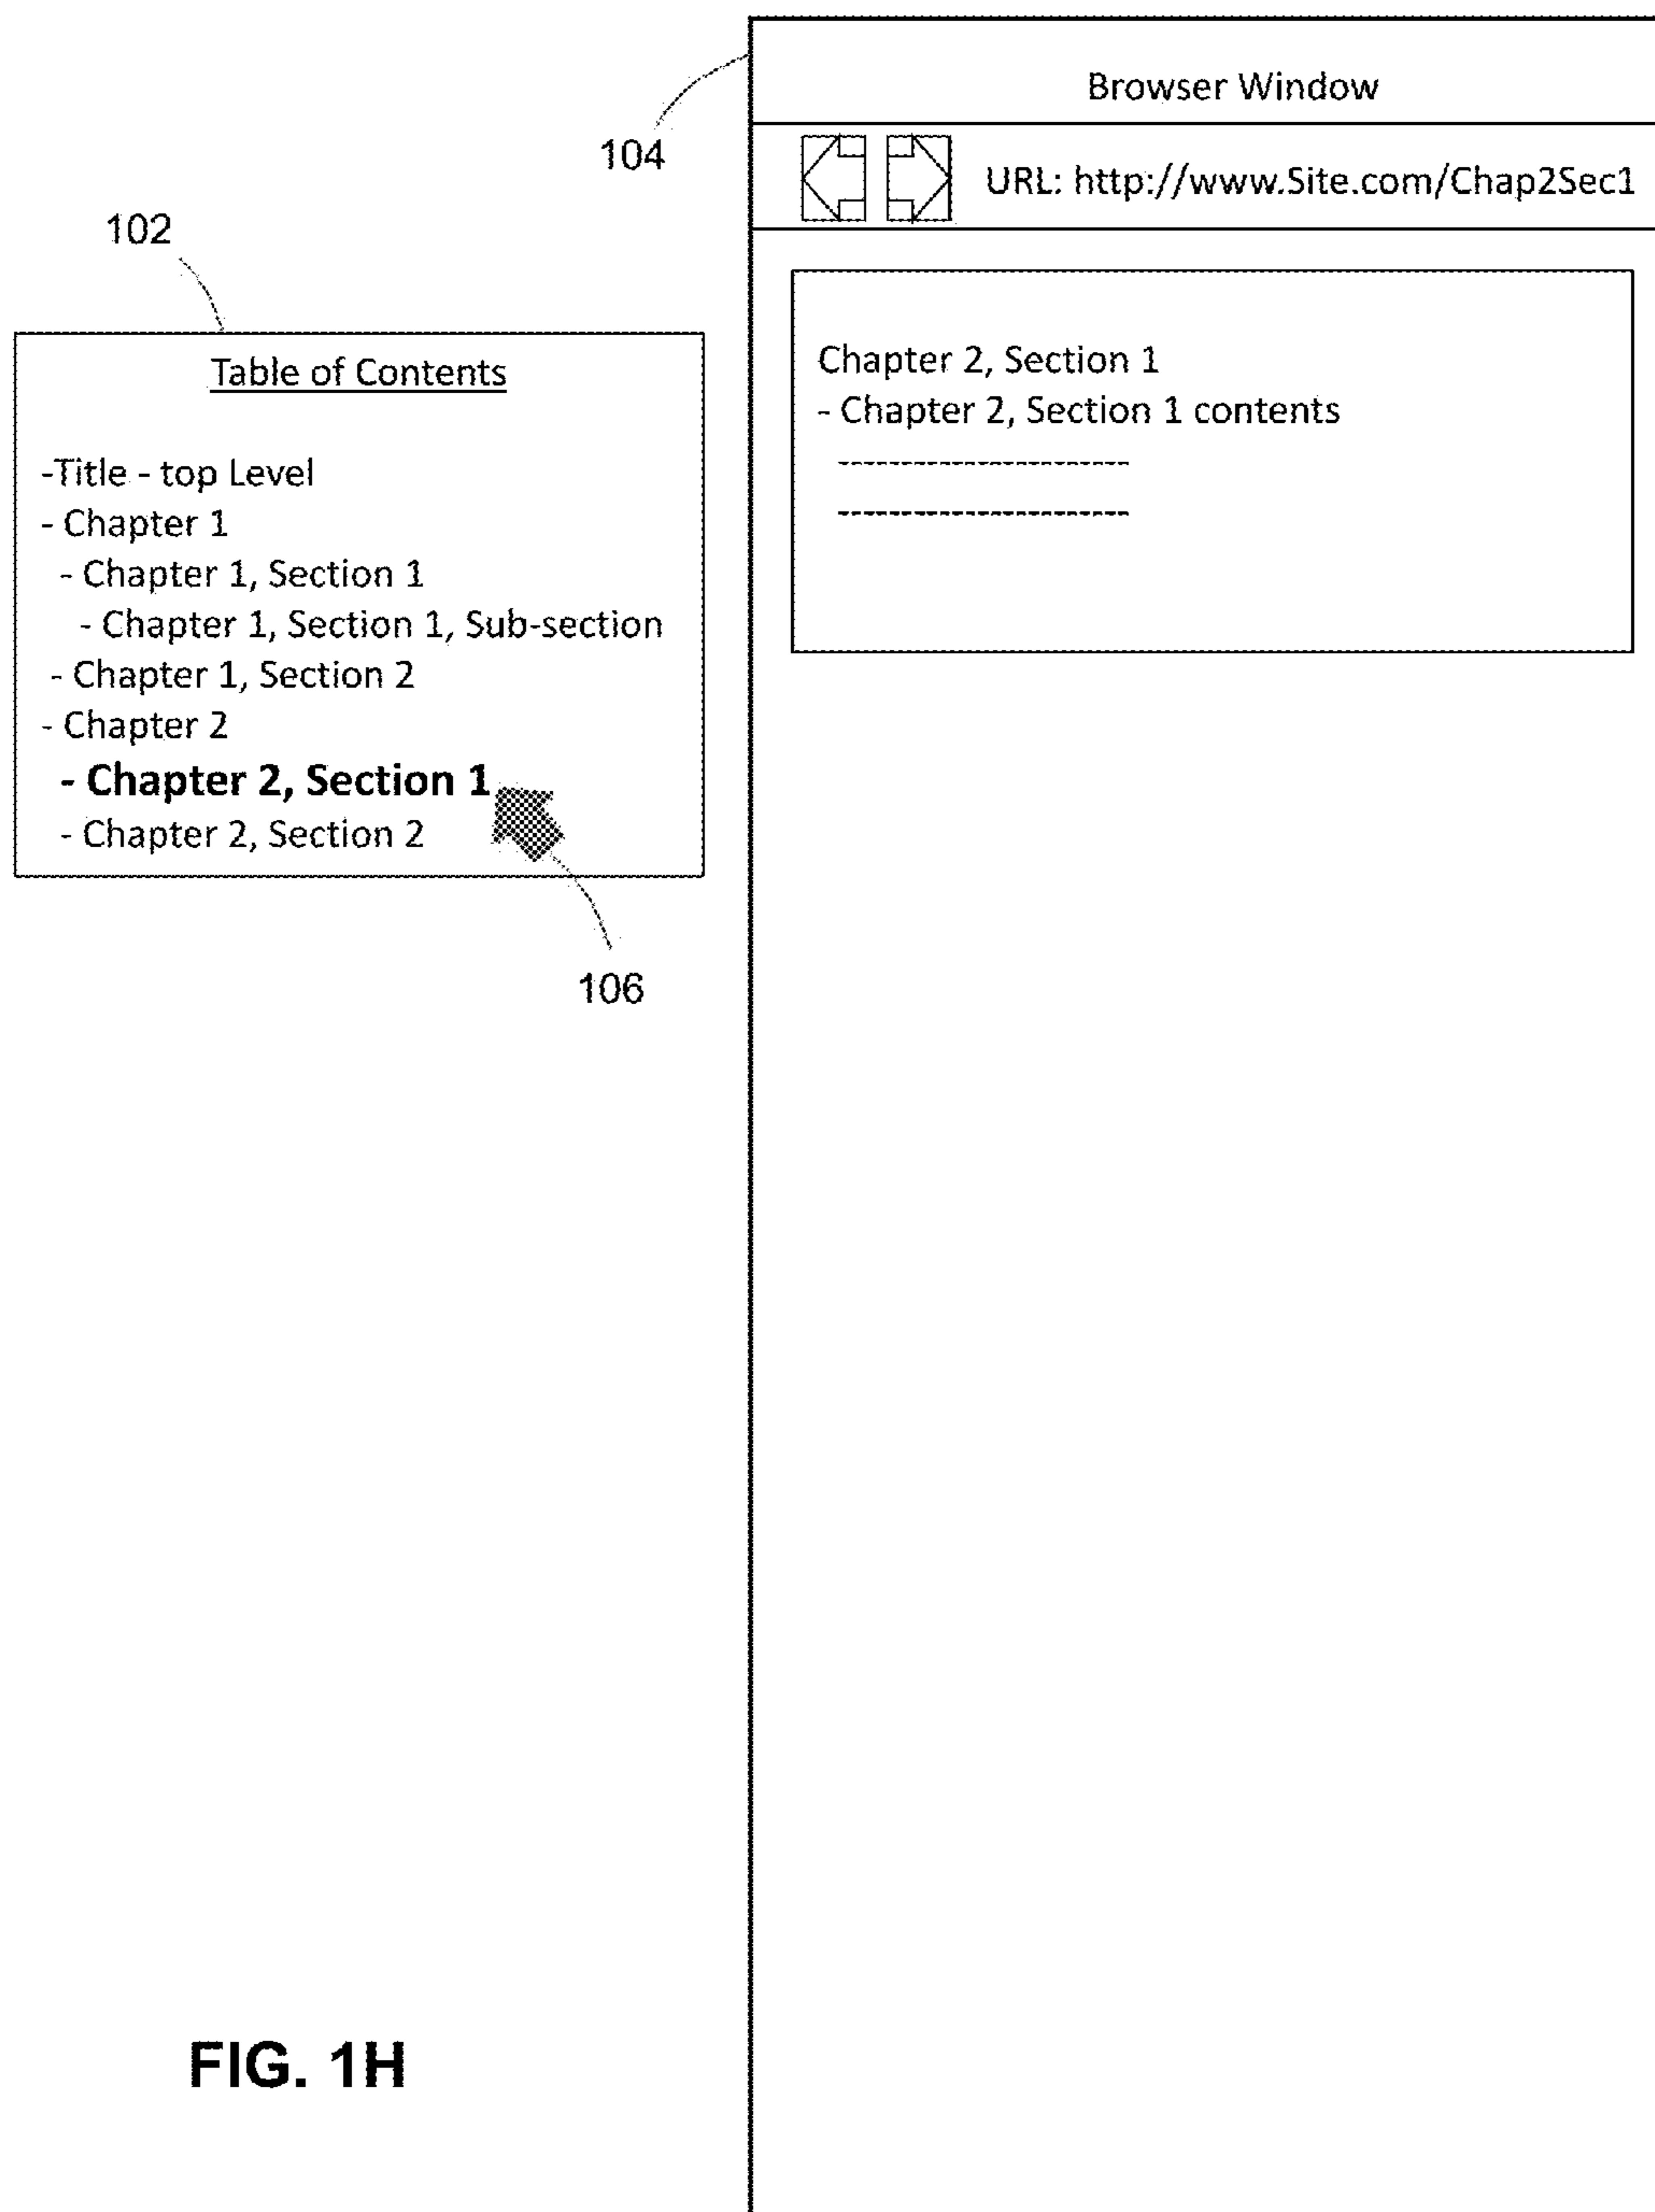 Browser Window
104
URL: http://www.Site.com/Chap2Sec1
102
Table of Contents
-Title - top Level
- Chapter 1
- Chapter 1, Section 1
- Chapter 1, Section 1, Sub-section
- Chapter 1, Section 2
- Chapter 2
- Chapter 2, Section 1
- Chapter 2, Section 2
106
Chapter 2, Section 1
- Chapter 2, Section 1 contents
-----------------------
-----------------------
FIG. 1H